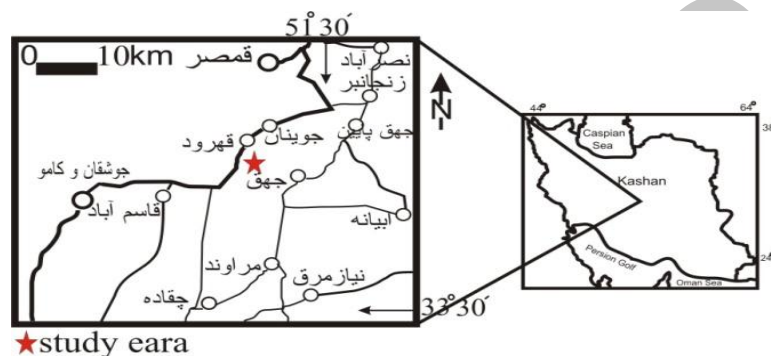 51°30′
0 10km
قمصر
نصر آباد
زنجانبر
جوینان
جهق پایین
قهرود
جوشقان و کامو
جهق
قاسم آباد
ابیانه
مراوند
نیازمرق
چقاده
33°30′
N
★study eara
44°
64°
38
Caspian
Sea
Kashan
Persion Golf
24
Oman Sea